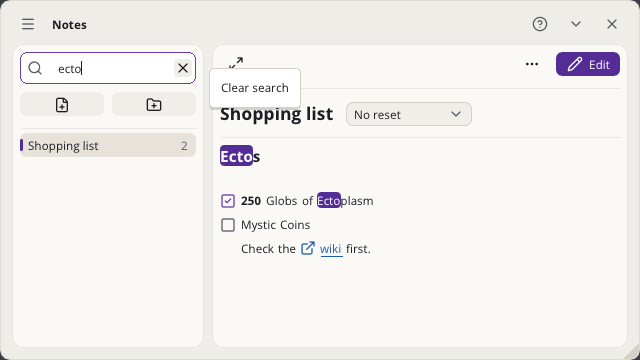 Notes
ecto
Clear search
Edit
Shopping list
No reset
Shopping list 2
Ectos
250 Globs of Ectoplasm
Mystic Coins
Check the wiki first.